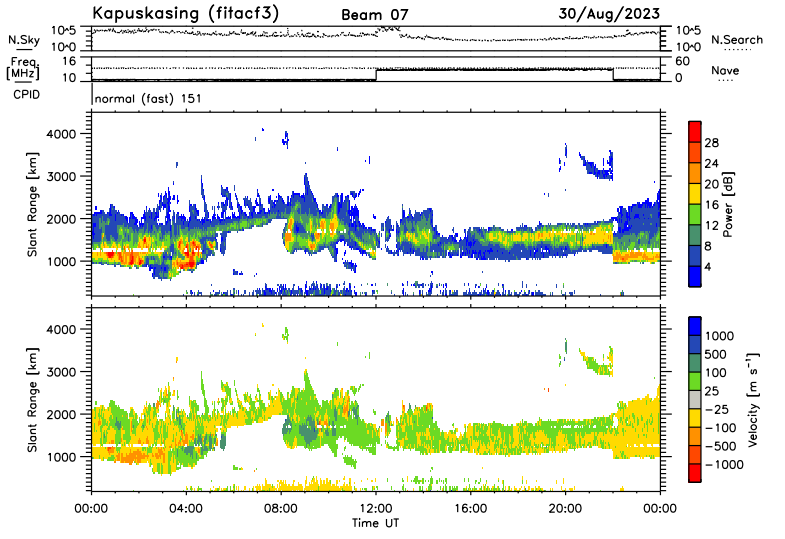 Kapuskasing (fitacf3) Beam 07 30/Aug/2023
N.Sky 10^5 10^0 10^5 10^0 N.Search
Freq. [MHz] 16 10 60 0 Nave
CPID normal (fast) 151
Slant Range [km]
4000
3000
2000
1000
Power [dB]
28
24
20
16
12
8
4
Slant Range [km]
4000
3000
2000
1000
Velocity [m s⁻¹]
1000
500
100
25
−25
−100
−500
−1000
00:00 04:00 08:00 12:00 16:00 20:00 00:00
Time UT